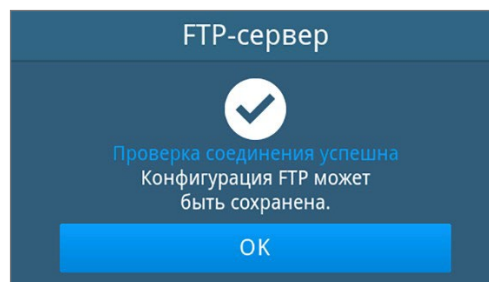 FTP-сервер
Проверка соединения успешна
Конфигурация FTP может
быть сохранена.
OK